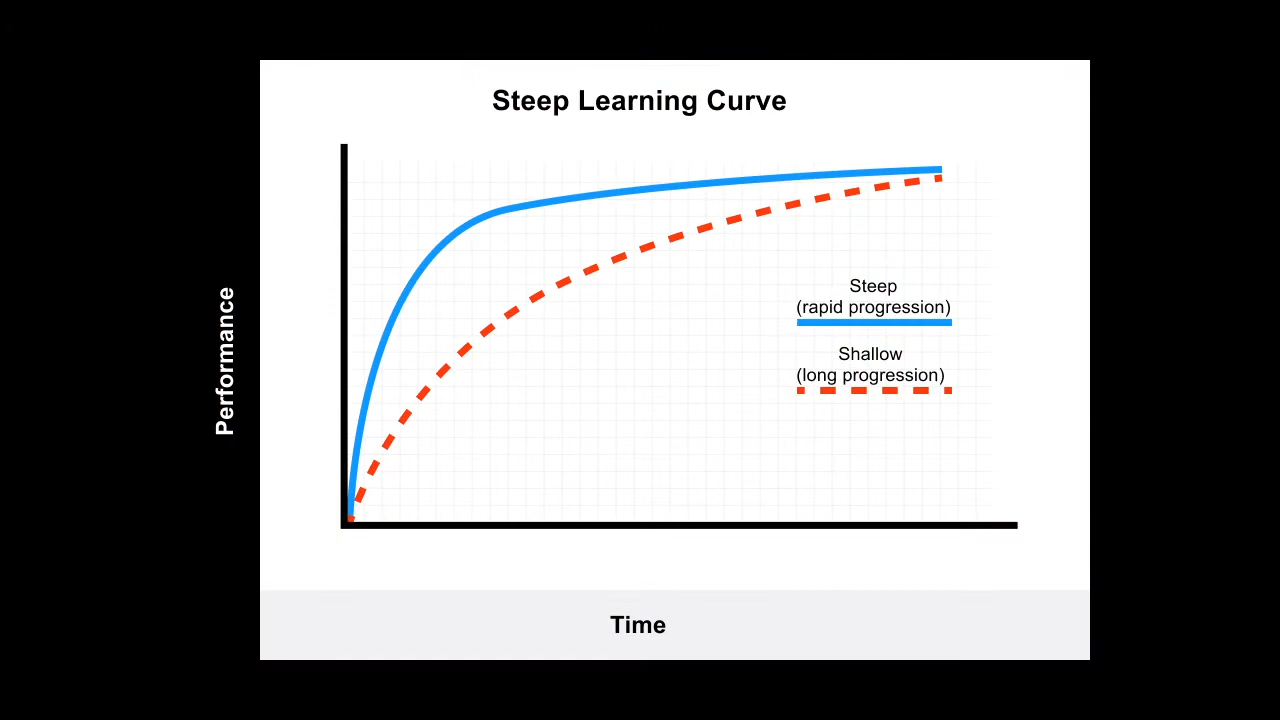 Steep Learning Curve
Performance
Steep
(rapid progression)
Shallow
(long progression)
Time